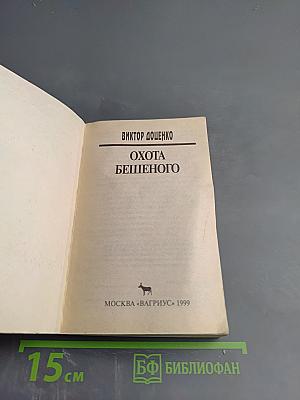 ВИКТОР ДОЦЕНКО
ОХОТА
БЕШЕНОГО
МОСКВА «ВАГРИУС» 1999
15 см
БФ БИБЛИОФАН